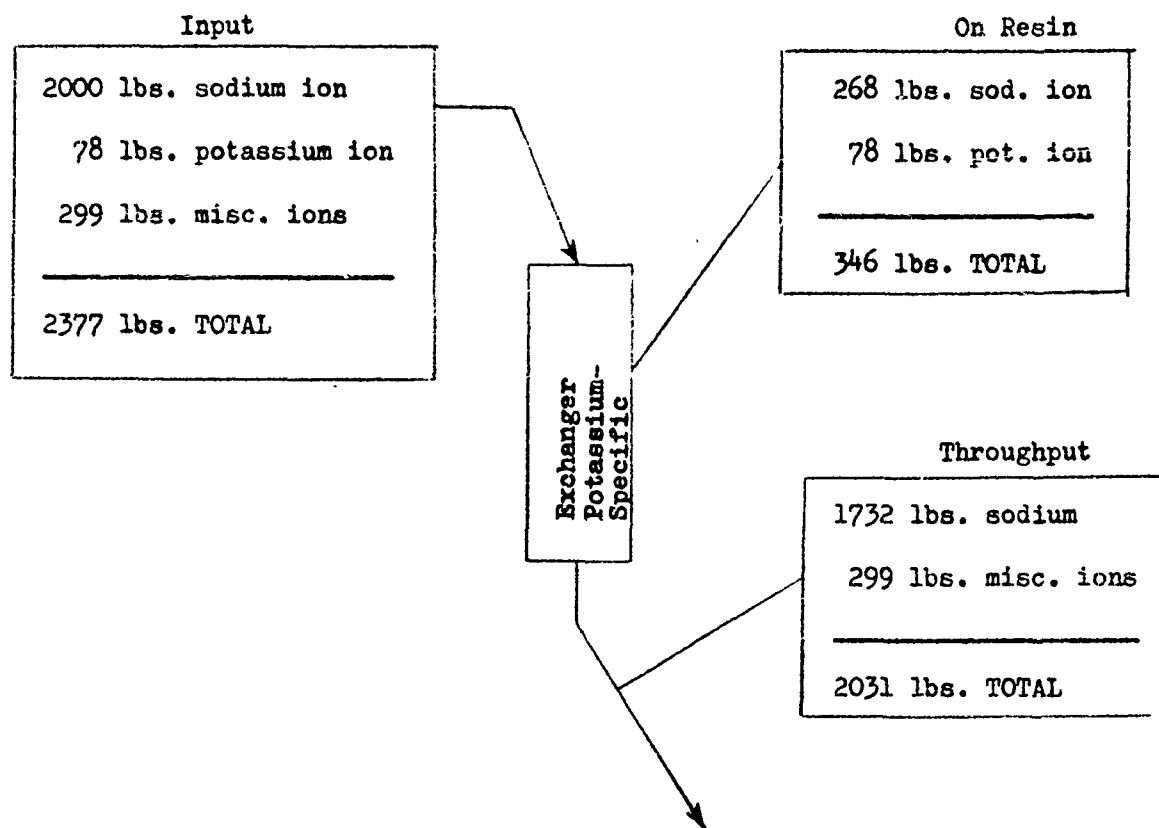 Input
2000 lbs. sodium ion
78 lbs. potassium ion
299 lbs. misc. ions
2377 lbs. TOTAL
On Resin
268 lbs. sod. ion
78 lbs. pot. ion
346 lbs. TOTAL
Exchanger
Potassium-
Specific
Throughput
1732 lbs. sodium
299 lbs. misc. ions
2031 lbs. TOTAL